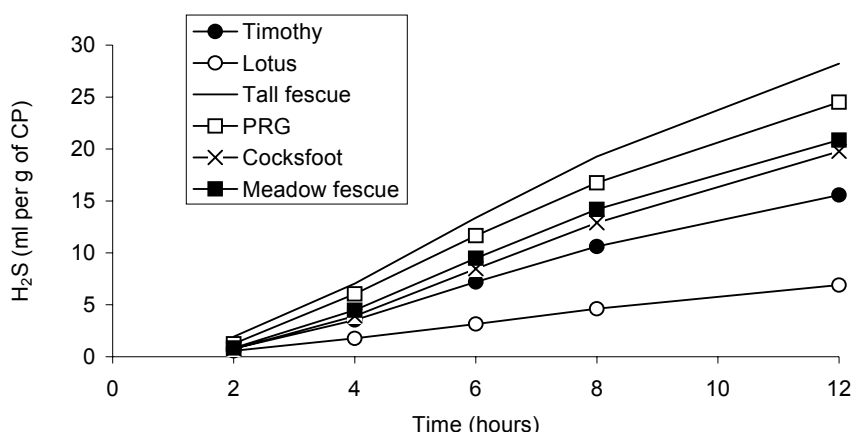 30
25
20
15
10
5
0
H₂S (ml per g of CP)
Timothy
Lotus
Tall fescue
PRG
Cocksfoot
Meadow fescue
0 2 4 6 8 10 12
Time (hours)